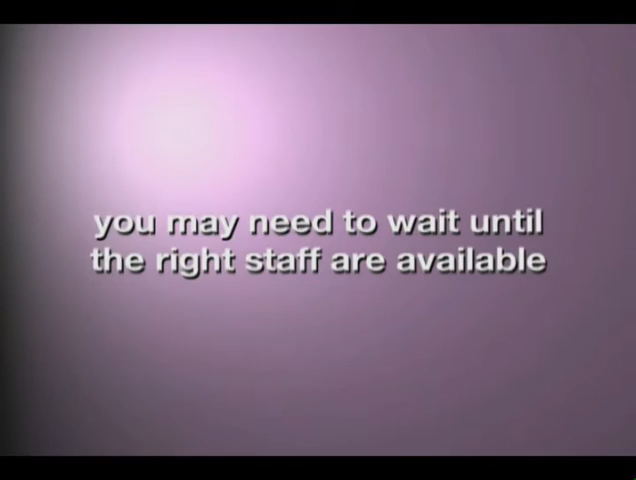 you may need to wait until
the right staff are available